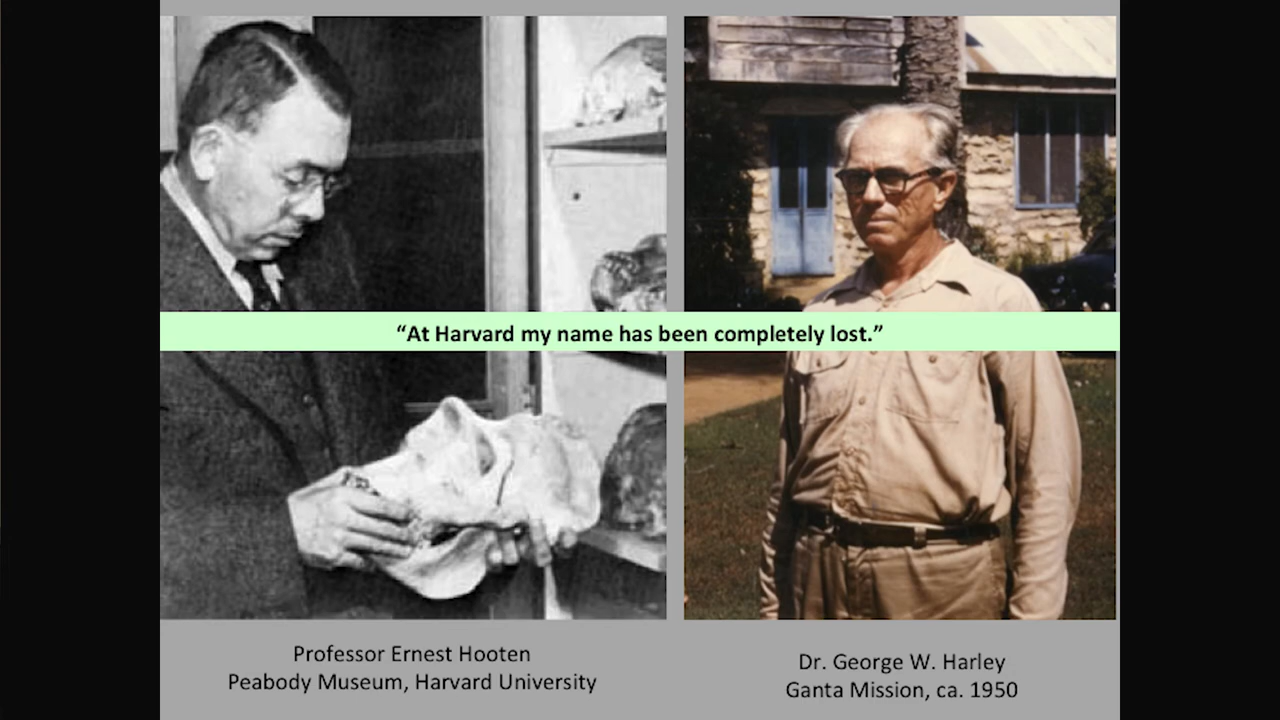 “At Harvard my name has been completely lost.”
Professor Ernest Hooten
Peabody Museum, Harvard University
Dr. George W. Harley
Ganta Mission, ca. 1950